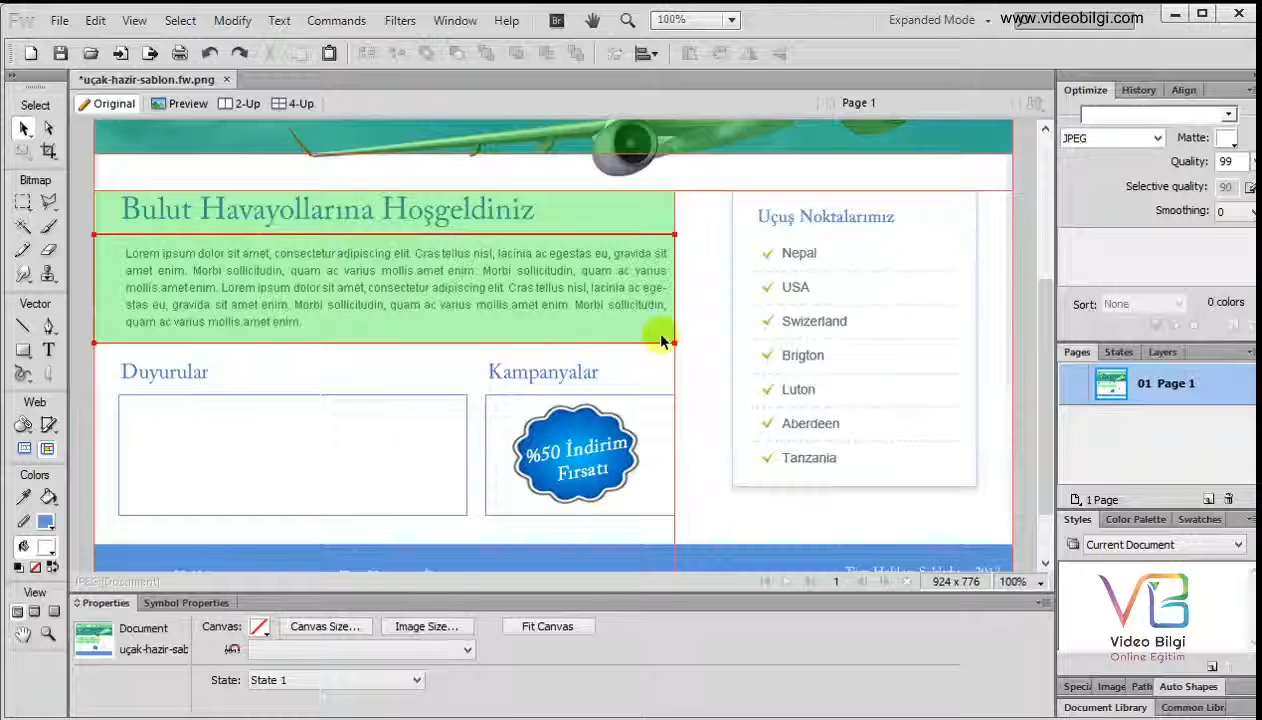 Fw File Edit View Select Modify Text Commands Filters Window Help Br 100% Expanded Mode www.videobilgi.com
*uçak-hazir-sablon.fw.png
Original Preview 2-Up 4-Up Page 1
Select
Bitmap
Vector
Web
Colors
View
Bulut Havayollarına Hoşgeldiniz
Lorem ipsum dolor sit amet, consectetur adipiscing elit. Cras tellus nisl, lacinia ac egestas eu, gravida sit
amet enim. Morbi sollicitudin, quam ac varius mollis.amet enim. Morbi sollicitudin, quam ac varius
mollis.amet enim. Lorem ipsum dolor sit amet, consectetur adipiscing elit. Cras tellus nisl, lacinia ac ege-
stas eu, gravida sit amet enim. Morbi sollicitudin, quam ac varius mollis.amet enim. Morbi sollicitudin,
quam ac varius mollis.amet enim.
Duyurular
Kampanyalar
%50 İndirim
Fırsatı
Uçuş Noktalarımız
Nepal
USA
Swizerland
Brigton
Luton
Aberdeen
Tanzania
JPEG (Document) 1 924 x 776 100%
Properties Symbol Properties
Document
uçak-hazir-sab
Canvas: Canvas Size... Image Size... Fit Canvas
State: State 1
Optimize History Align
JPEG Matte:
Quality: 99
Selective quality: 90
Smoothing: 0
Sort: None 0 colors
Pages States Layers
01 Page 1
1 Page
Styles Color Palette Swatches
Current Document
VB
Video Bilgi
Online Eğitim
Speci Image Path Auto Shapes
Document Library Common Libr